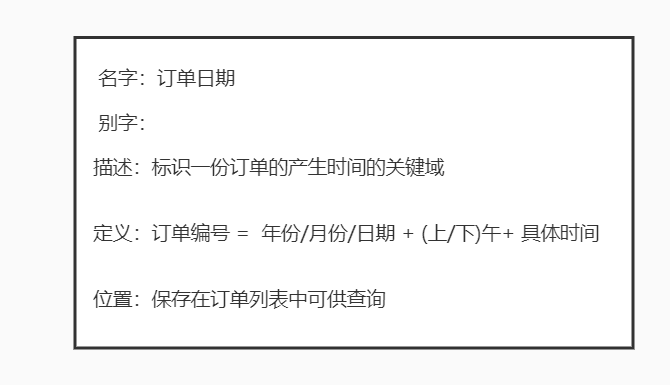 名字：订单日期
别字：
描述：标识一份订单的产生时间的关键域
定义：订单编号 = 年份/月份/日期 + (上/下)午+ 具体时间
位置：保存在订单列表中可供查询